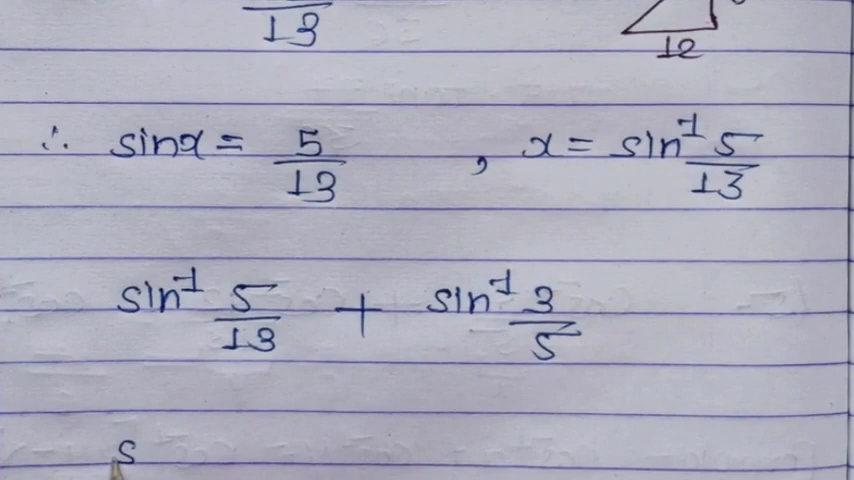 13
12
∴ sinx = 5/13 , x = sin⁻¹ 5/13
sin⁻¹ 5/13 + sin⁻¹ 3/5
s